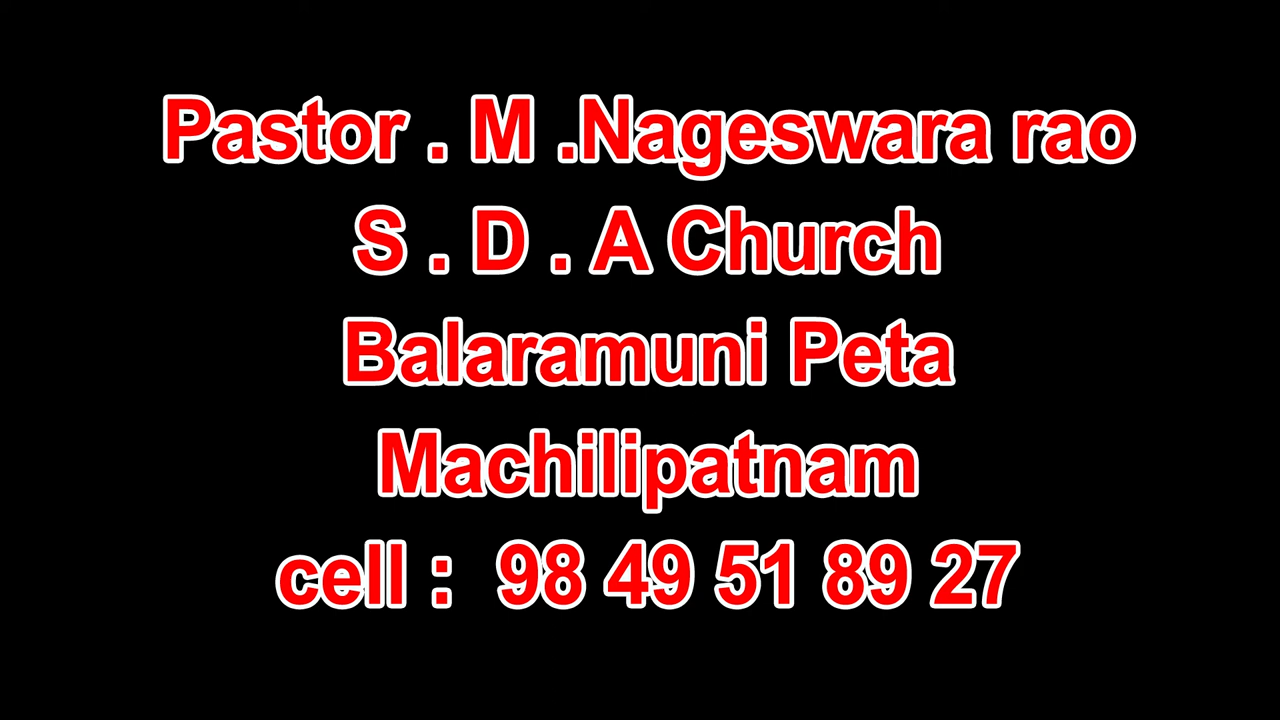 Pastor . M .Nageswara rao
S . D . A Church
Balaramuni Peta
Machilipatnam
cell :  98 49 51 89 27